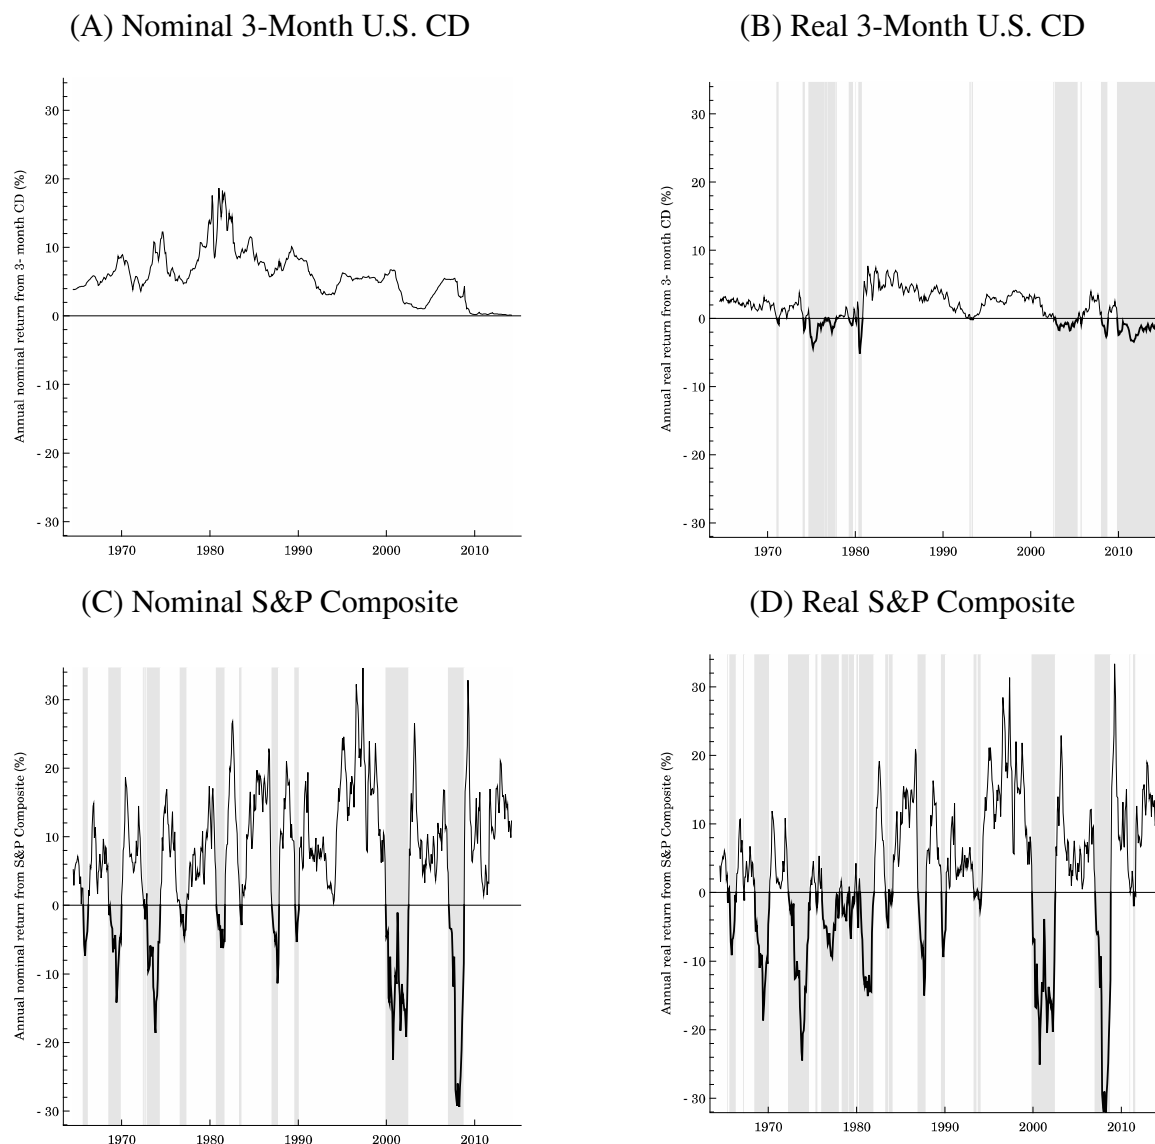 (A) Nominal 3-Month U.S. CD
(B) Real 3-Month U.S. CD
Annual nominal return from 3- month CD (%)
30
20
10
0
- 10
- 20
- 30
1970 1980 1990 2000 2010
Annual real return from 3- month CD (%)
30
20
10
0
- 10
- 20
- 30
1970 1980 1990 2000 2010
(C) Nominal S&P Composite
(D) Real S&P Composite
Annual nominal return from S&P Composite (%)
30
20
10
0
- 10
- 20
- 30
1970 1980 1990 2000 2010
Annual real return from S&P Composite (%)
30
20
10
0
- 10
- 20
- 30
1970 1980 1990 2000 2010